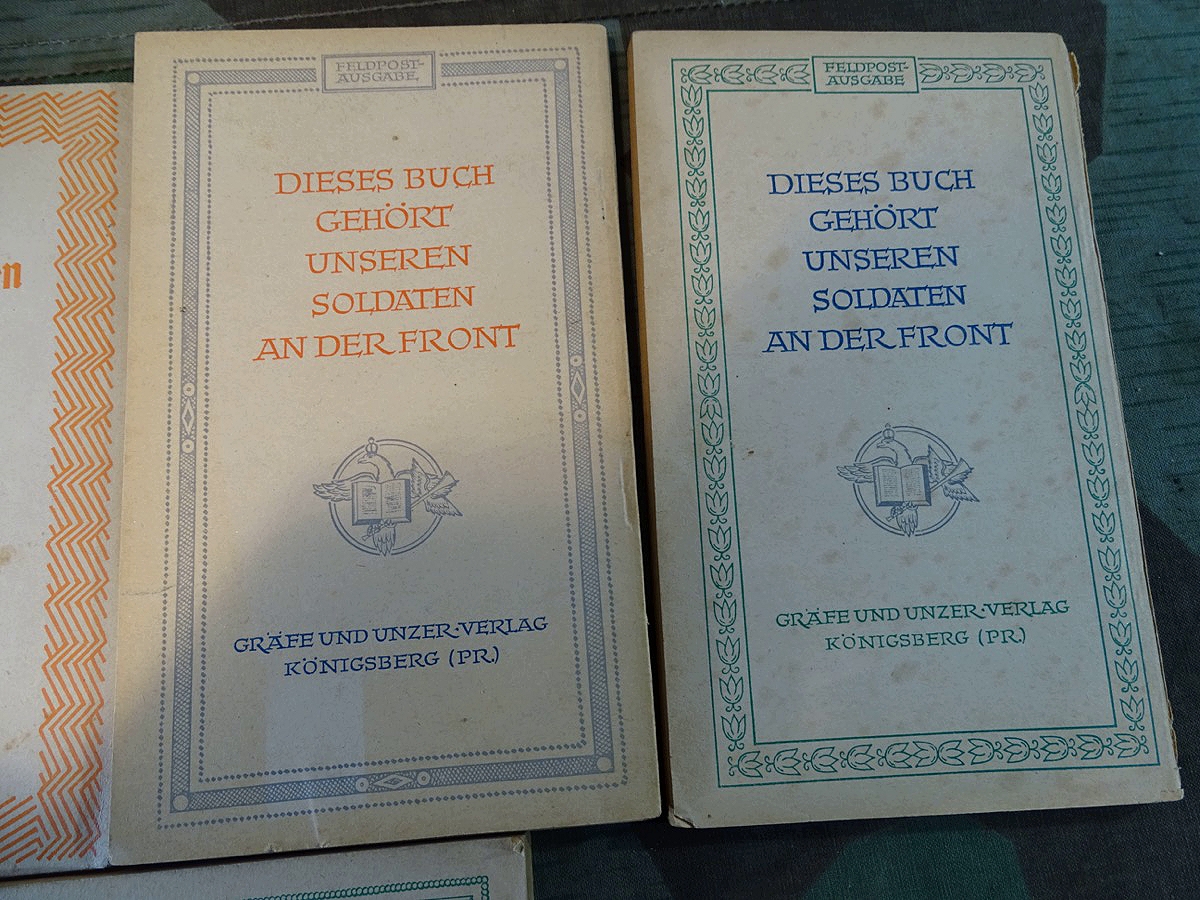 en
FELDPOST-
AUSGABE
DIESES BUCH
GEHÖRT
UNSEREN
SOLDATEN
AN DER FRONT
GRÄFE UND UNZER-VERLAG
KÖNIGSBERG (PR.)
FELDPOST-
AUSGABE
DIESES BUCH
GEHÖRT
UNSEREN
SOLDATEN
AN DER FRONT
GRÄFE UND UNZER-VERLAG
KÖNIGSBERG (PR.)